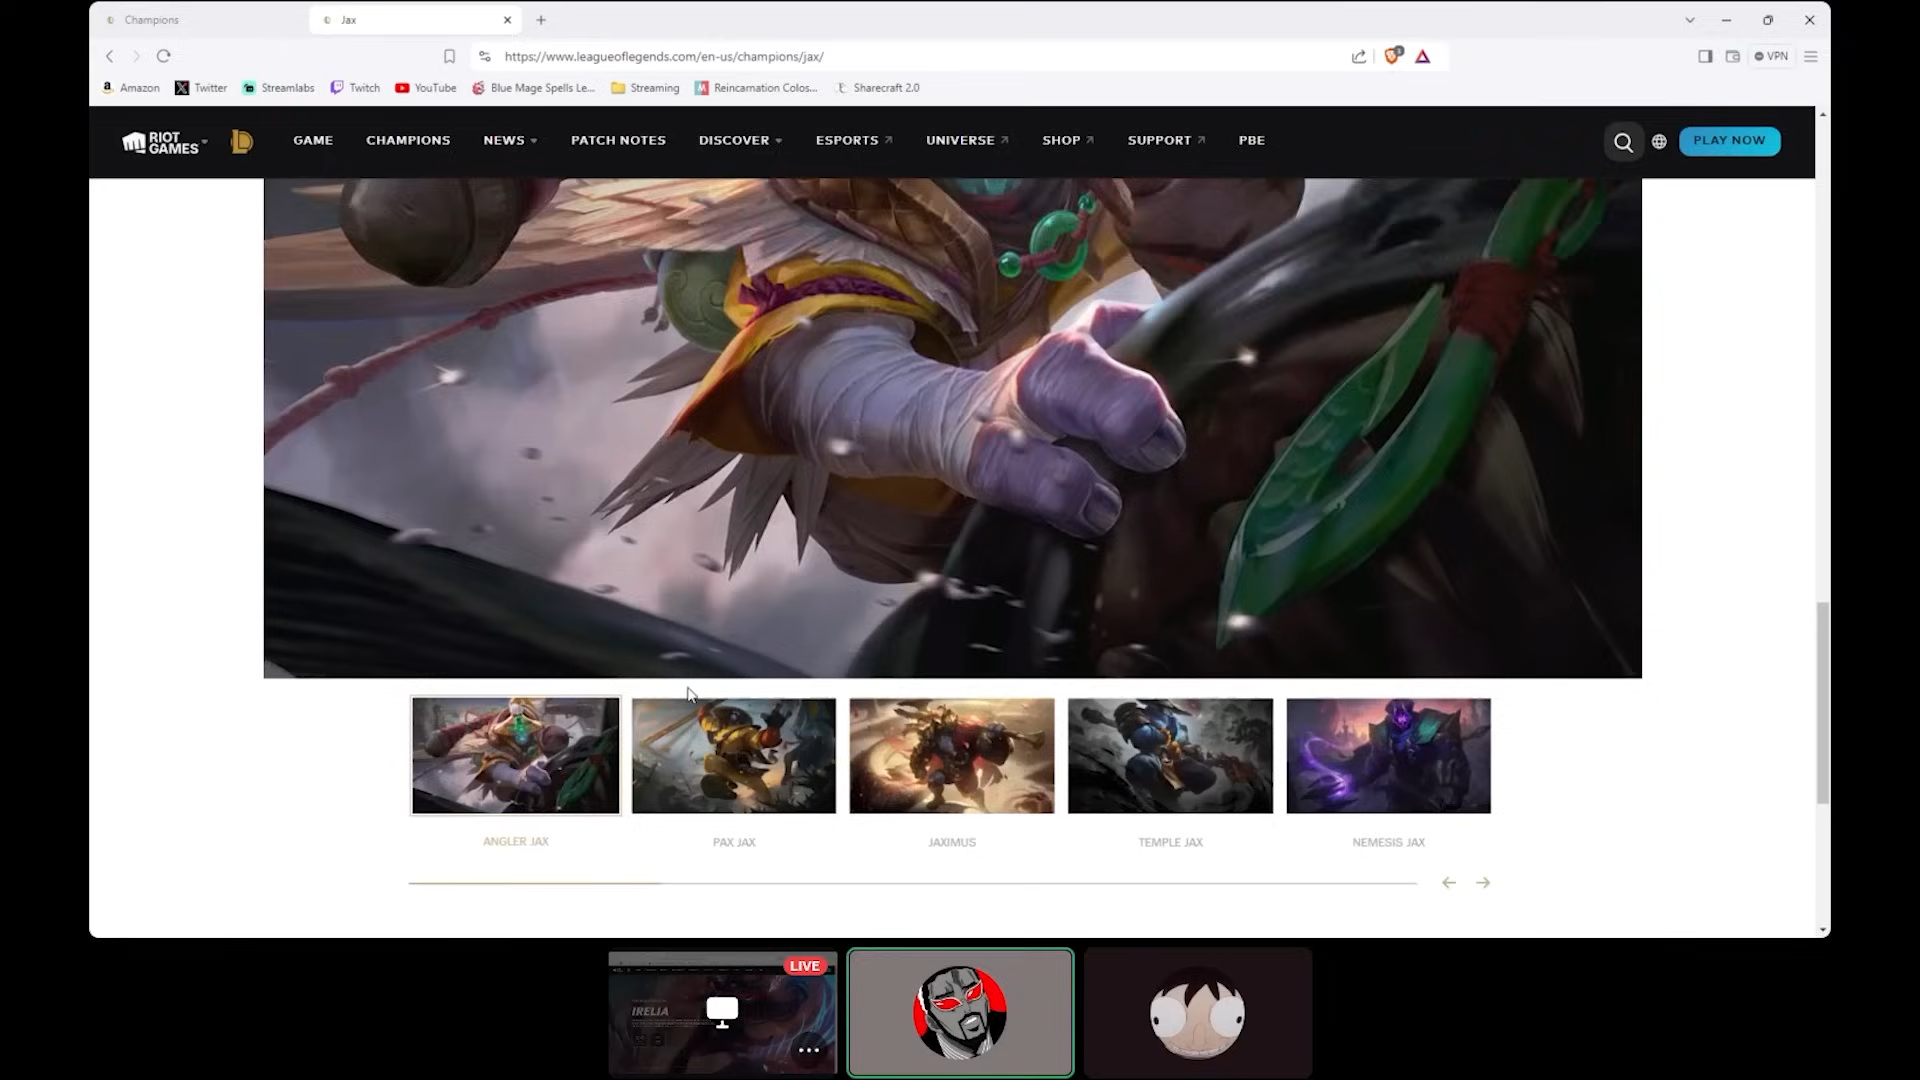 Champions
Jax
https://www.leagueoflegends.com/en-us/champions/jax/
VPN
Amazon
Twitter
Streamlabs
Twitch
YouTube
Blue Mage Spells Le...
Streaming
Reincarnation Colos...
Sharecraft 2.0
RIOT
GAMES
GAME
CHAMPIONS
NEWS
PATCH NOTES
DISCOVER
ESPORTS
UNIVERSE
SHOP
SUPPORT
PBE
PLAY NOW
ANGLER JAX
PAX JAX
JAXIMUS
TEMPLE JAX
NEMESIS JAX
LIVE
IRELIA